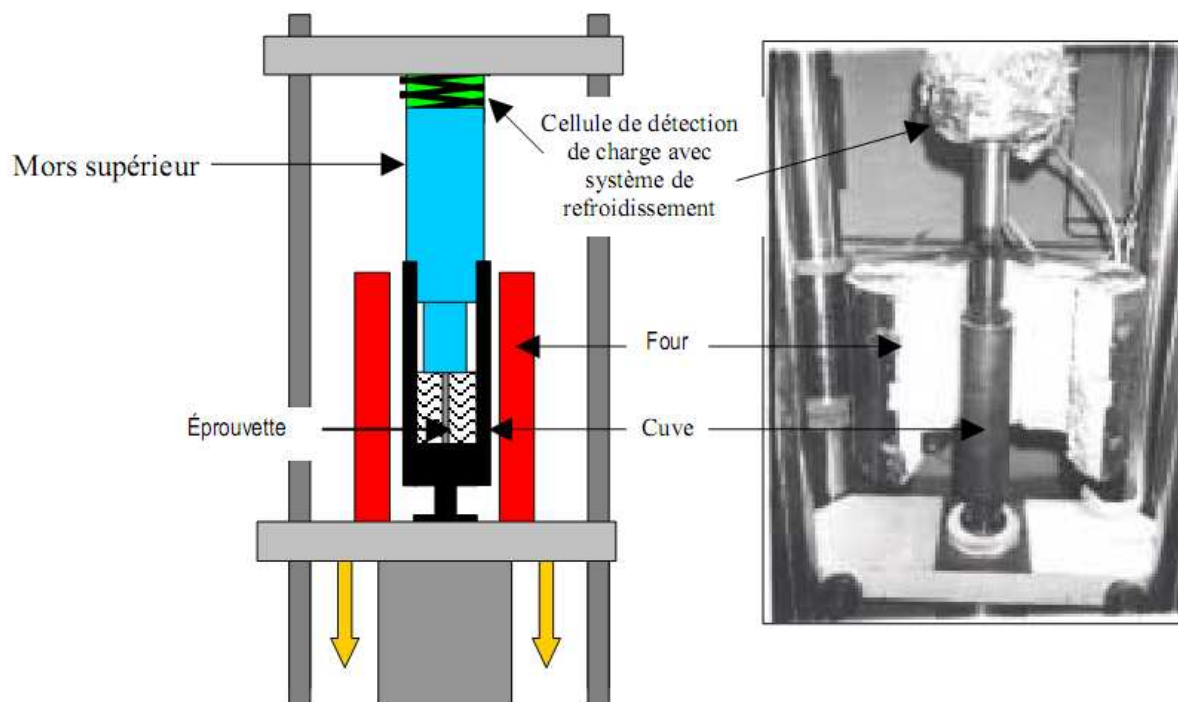 Mors supérieur
Cellule de détection
de charge avec
système de
refroidissement
Four
Éprouvette
Cuve